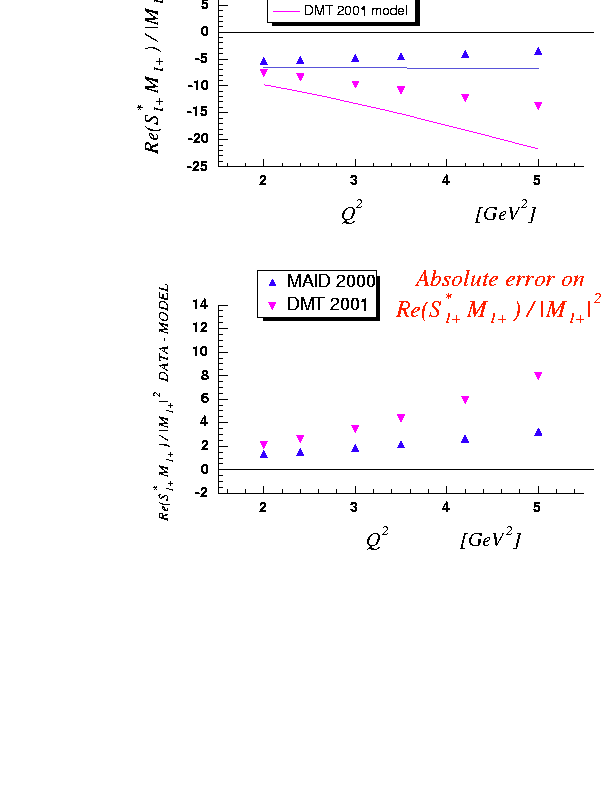 5
DMT 2001 model
0
-5
-10
-15
-20
-25
Re(S*1+ M1+) / |M
2 3 4 5
Q2 [GeV2]
MAID 2000
DMT 2001
Absolute error on
Re(S*1+ M1+) / |M1+|2
Re(S*1+ M1+) / |M1+|2 DATA - MODEL
14
12
10
8
6
4
2
0
-2
2 3 4 5
Q2 [GeV2]